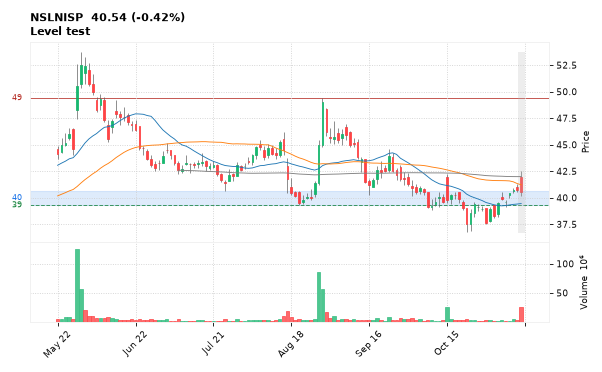 NSLNISP 40.54 (-0.42%)
Level test
49
40
39
52.5
50.0
47.5
45.0
42.5
40.0
37.5
Price
100
50
Volume 10⁶
May 22
Jun 22
Jul 21
Aug 18
Sep 16
Oct 15